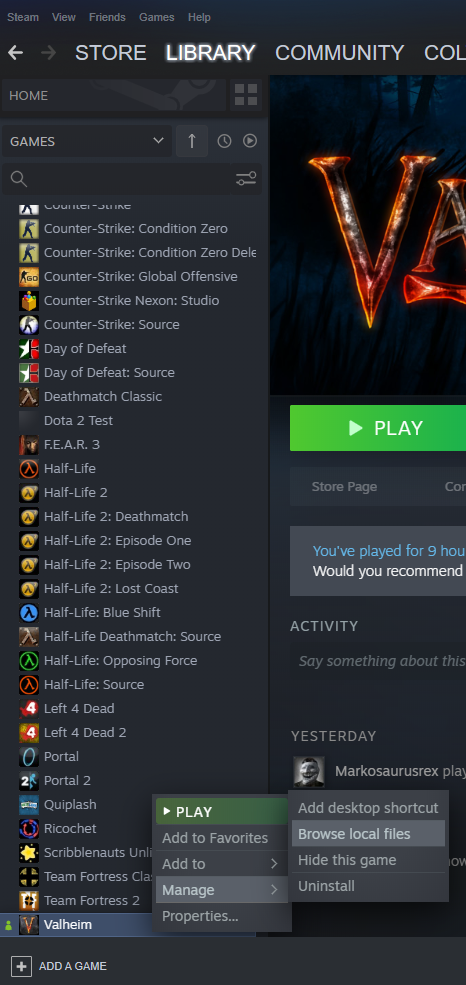 Steam View Friends Games Help
STORE LIBRARY COMMUNITY COL
HOME
GAMES
Counter-Strike
Counter-Strike: Condition Zero
Counter-Strike: Condition Zero Dele
Counter-Strike: Global Offensive
Counter-Strike Nexon: Studio
Counter-Strike: Source
Day of Defeat
Day of Defeat: Source
Deathmatch Classic
Dota 2 Test
F.E.A.R. 3
Half-Life
Half-Life 2
Half-Life 2: Deathmatch
Half-Life 2: Episode One
Half-Life 2: Episode Two
Half-Life 2: Lost Coast
Half-Life: Blue Shift
Half-Life Deathmatch: Source
Half-Life: Opposing Force
Half-Life: Source
Left 4 Dead
Left 4 Dead 2
Portal
Portal 2
Quiplash
Ricochet
Scribblenauts Unli
Team Fortress Clas
Team Fortress 2
Valheim
ADD A GAME
VA
PLAY
Store Page Cor
You've played for 9 hou
Would you recommend
ACTIVITY
Say something about this
YESTERDAY
Markosaurusrex play
PLAY
Add to Favorites
Add to
Manage
Properties...
Add desktop shortcut
Browse local files
Hide this game
Uninstall